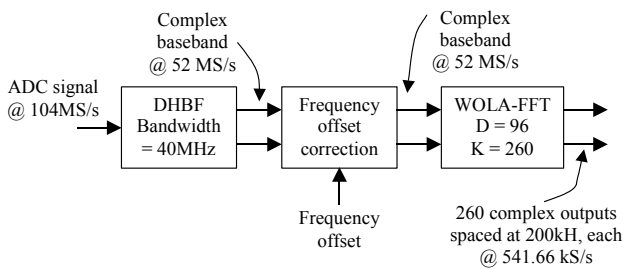 Complex
baseband
@ 52 MS/s
Complex
baseband
@ 52 MS/s
ADC signal
@ 104MS/s
DHBF
Bandwidth
= 40MHz
Frequency
offset
correction
WOLA-FFT
D = 96
K = 260
Frequency
offset
260 complex outputs
spaced at 200kH, each
@ 541.66 kS/s